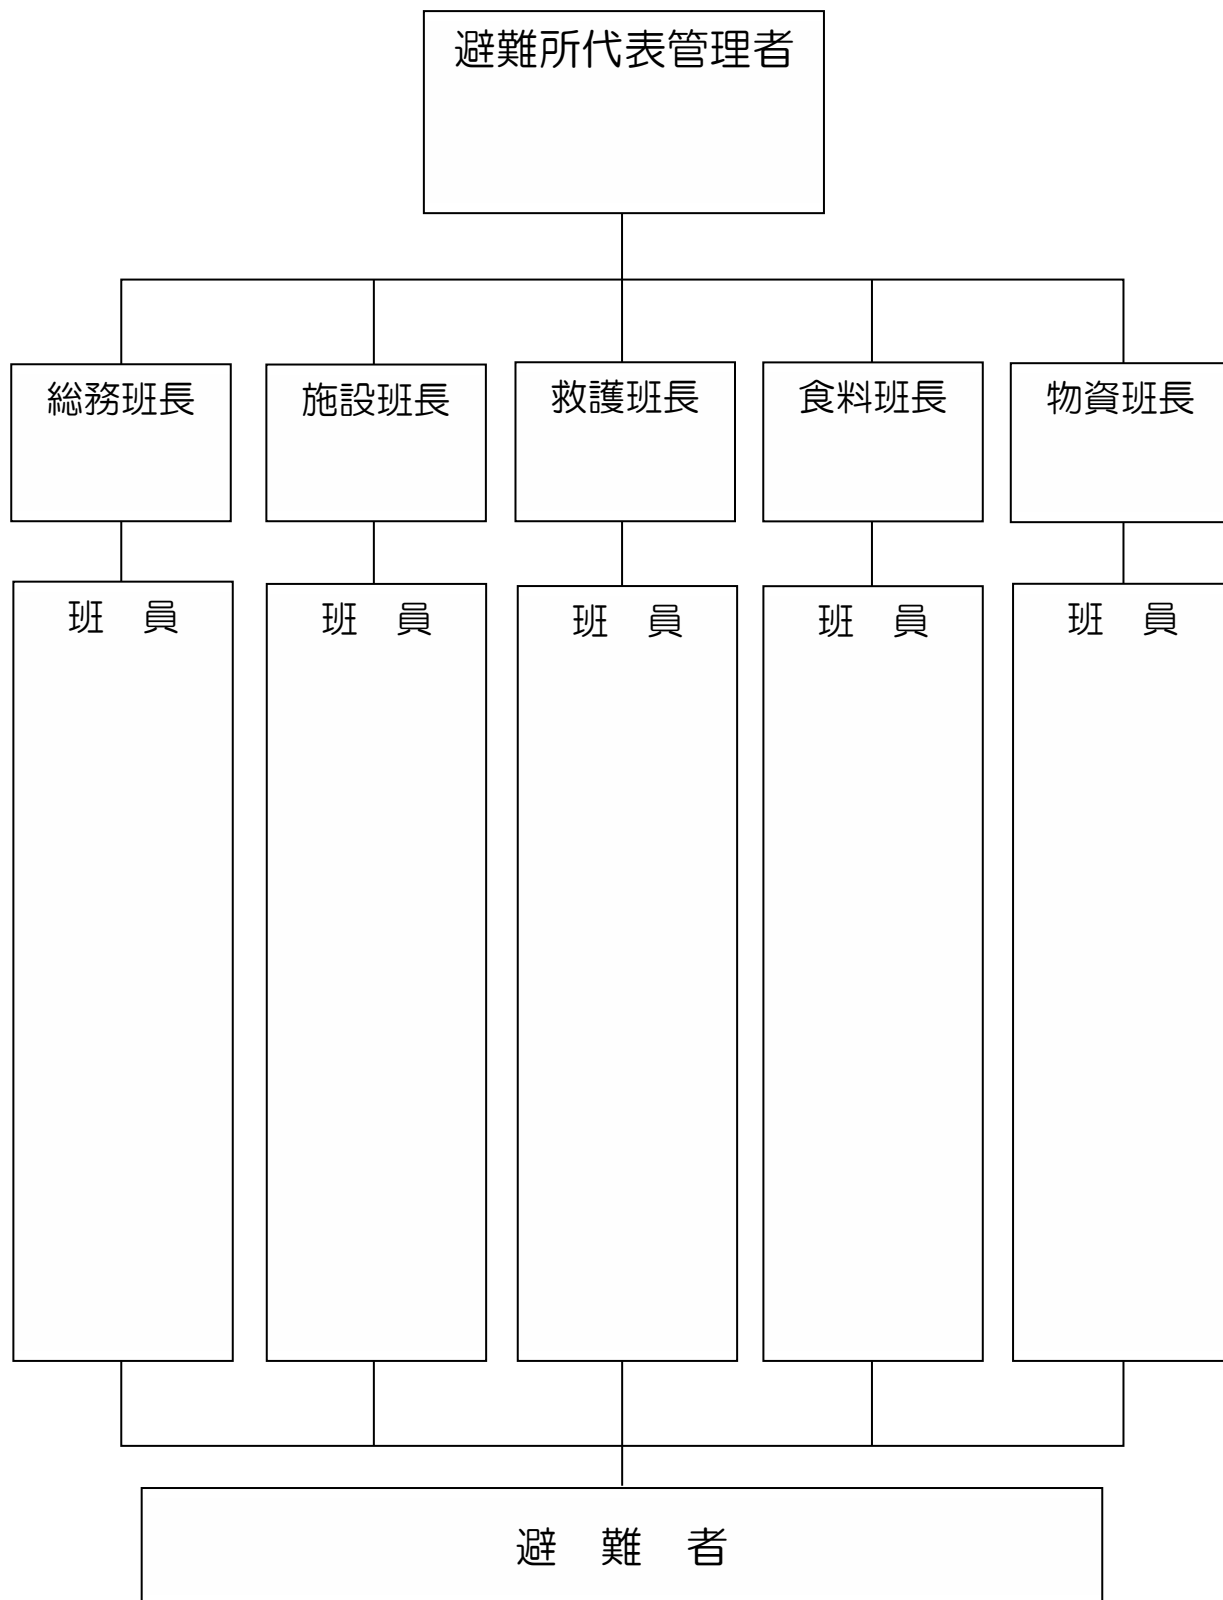 避難所代表管理者
総務班長
施設班長
救護班長
食料班長
物資班長
班　員
班　員
班　員
班　員
班　員
避　難　者